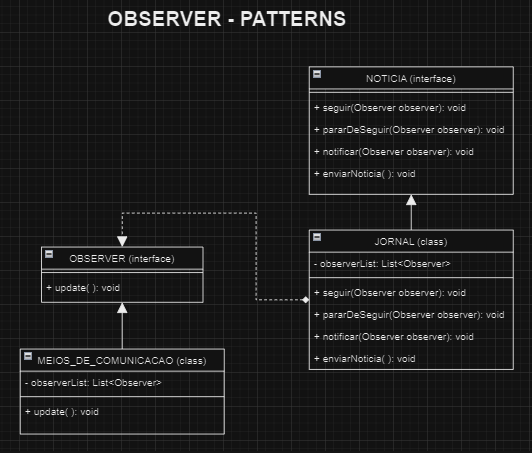 OBSERVER - PATTERNS
NOTICIA (interface)
+ seguir(Observer observer): void
+ pararDeSeguir(Observer observer): void
+ notificar(Observer observer): void
+ enviarNoticia( ): void
JORNAL (class)
- observerList: List<Observer>
+ seguir(Observer observer): void
+ pararDeSeguir(Observer observer): void
+ notificar(Observer observer): void
+ enviarNoticia( ): void
OBSERVER (interface)
+ update( ): void
MEIOS_DE_COMUNICACAO (class)
- observerList: List<Observer>
+ update( ): void